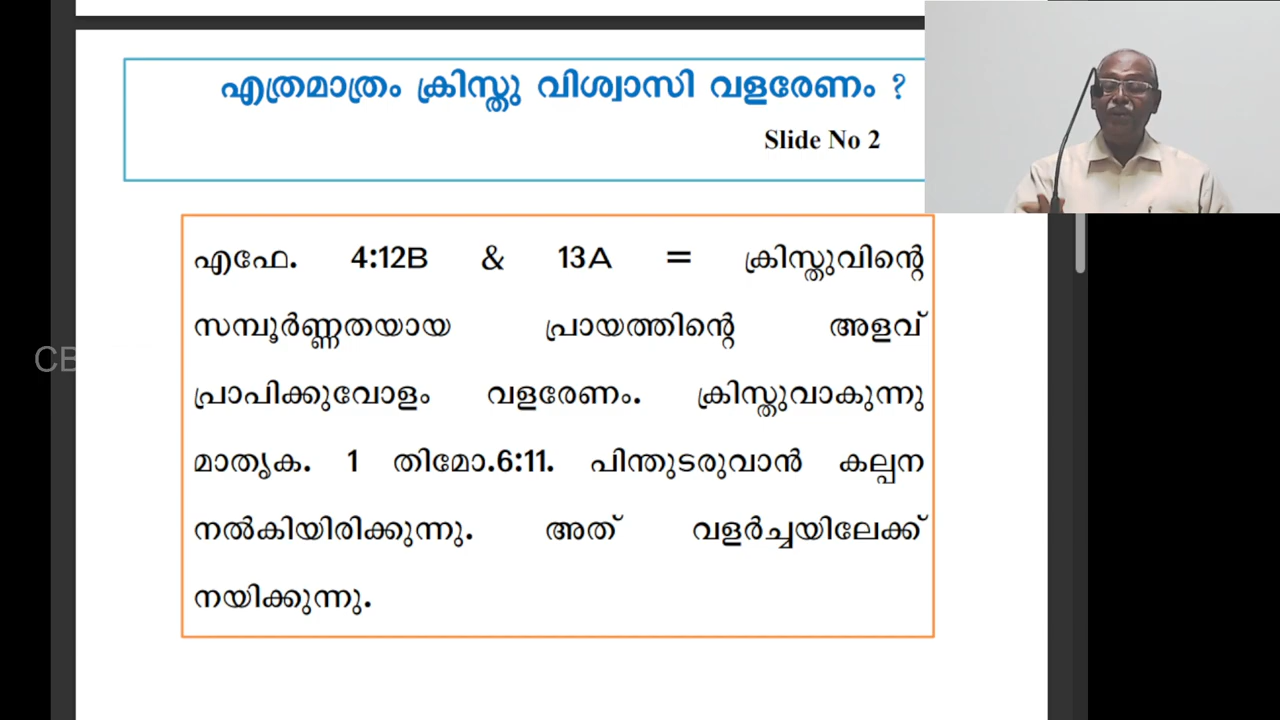 എത്രമാത്രം ക്രിസ്തു വിശ്വാസി വളരേണം ?
Slide No 2
എഫേ. 4:12B & 13A = ക്രിസ്തുവിന്റെ
സമ്പൂർണ്ണതയായ പ്രായത്തിന്റെ അളവ്
പ്രാപിക്കുവോളം വളരേണം. ക്രിസ്തുവാകുന്നു
മാതൃക. 1 തിമോ.6:11. പിന്തുടരുവാൻ കല്പന
നൽകിയിരിക്കുന്നു. അത് വളർച്ചയിലേക്ക്
നയിക്കുന്നു.
CB